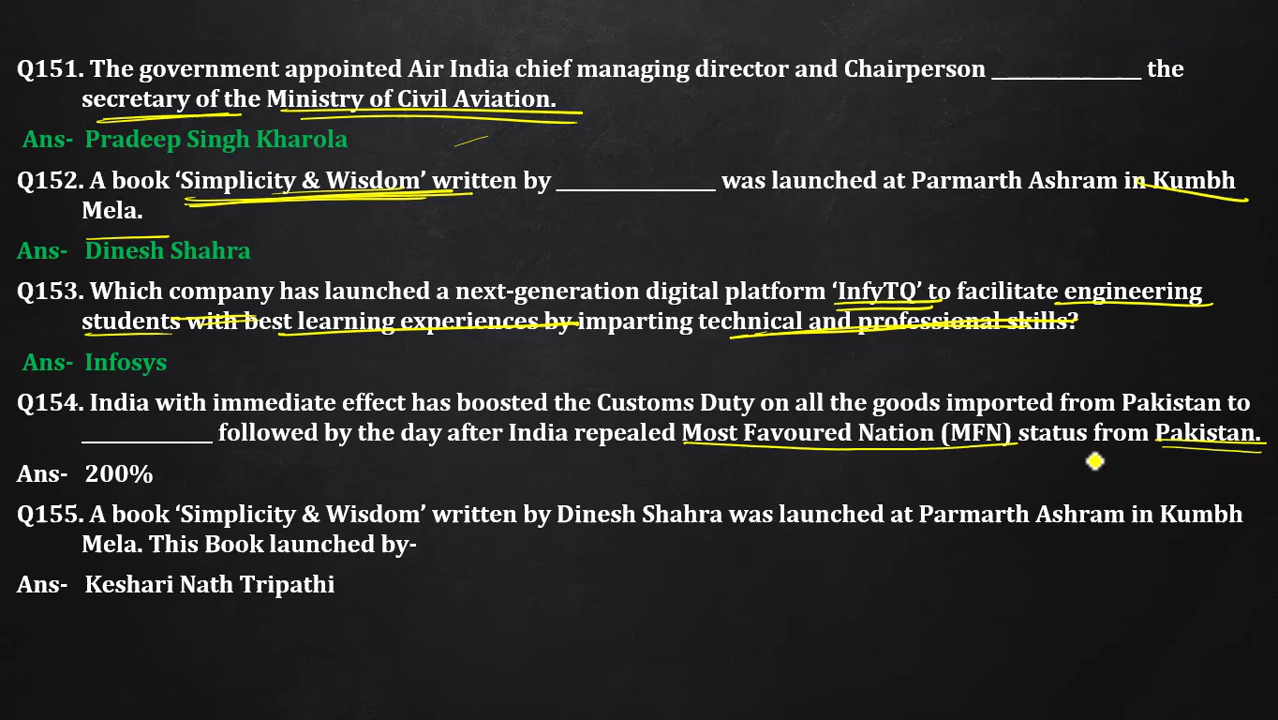 Q151. The government appointed Air India chief managing director and Chairperson ______________ the
secretary of the Ministry of Civil Aviation.
Ans- Pradeep Singh Kharola
Q152. A book ‘Simplicity & Wisdom’ written by _______________ was launched at Parmarth Ashram in Kumbh
Mela.
Ans- Dinesh Shahra
Q153. Which company has launched a next-generation digital platform ‘InfyTQ’ to facilitate engineering
students with best learning experiences by imparting technical and professional skills?
Ans- Infosys
Q154. India with immediate effect has boosted the Customs Duty on all the goods imported from Pakistan to
____________ followed by the day after India repealed Most Favoured Nation (MFN) status from Pakistan.
Ans- 200%
Q155. A book ‘Simplicity & Wisdom’ written by Dinesh Shahra was launched at Parmarth Ashram in Kumbh
Mela. This Book launched by-
Ans- Keshari Nath Tripathi